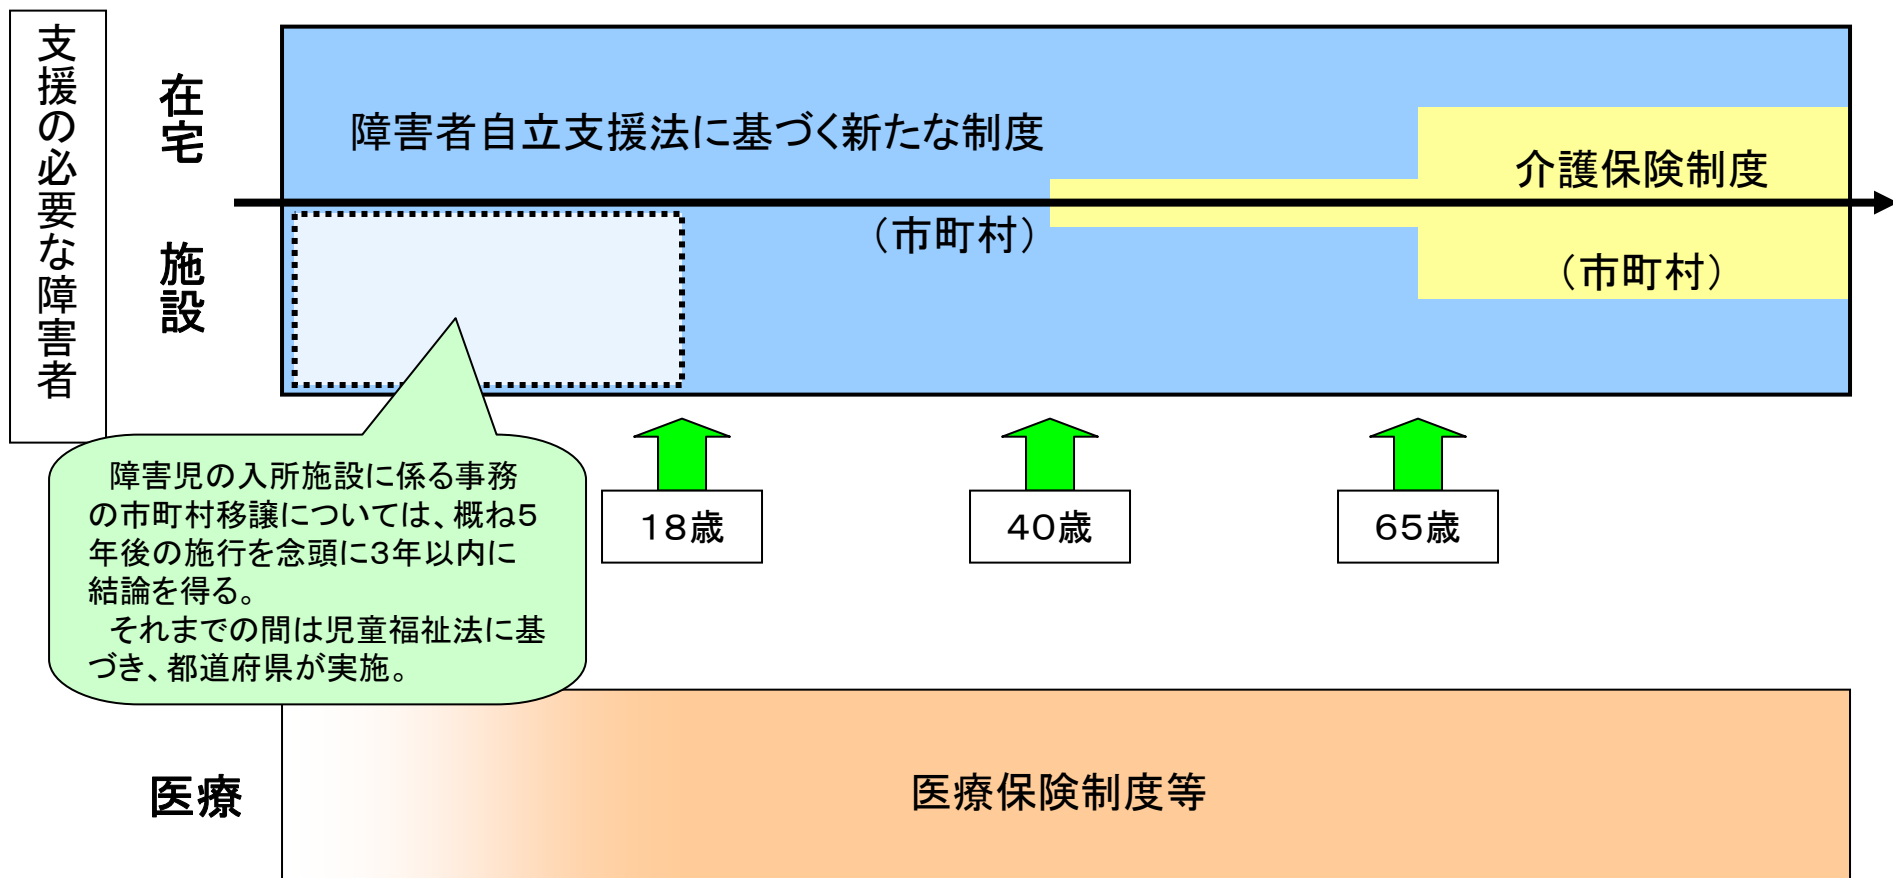 支援の必要な障害者
在宅
施設
障害者自立支援法に基づく新たな制度
（市町村）
介護保険制度
（市町村）
　障害児の入所施設に係る事務
の市町村移譲については、概ね５
年後の施行を念頭に３年以内に
結論を得る。
　それまでの間は児童福祉法に基
づき、都道府県が実施。
１８歳
４０歳
６５歳
医療
医療保険制度等